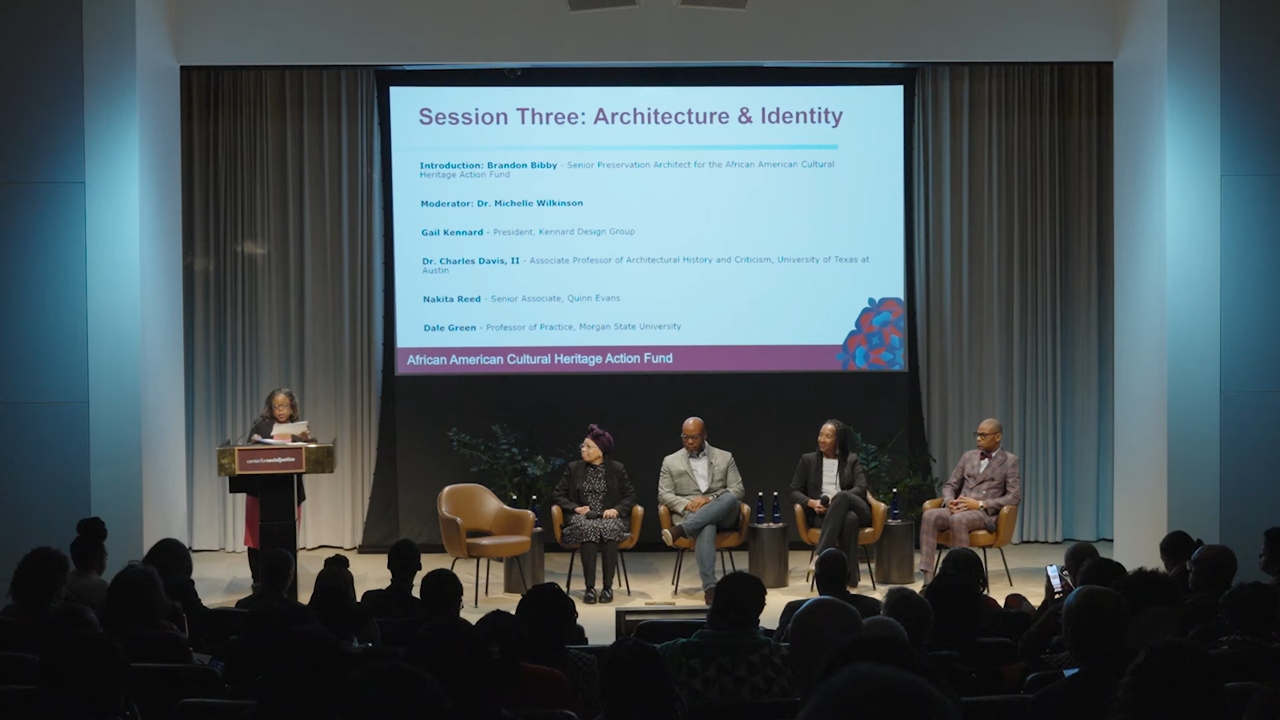 Session Three: Architecture & Identity
Introduction: Brandon Bibby - Senior Preservation Architect for the African American Cultural
Heritage Action Fund
Moderator: Dr. Michelle Wilkinson
Gail Kennard - President, Kennard Design Group
Dr. Charles Davis, II - Associate Professor of Architectural History and Criticism, University of Texas at
Austin
Nakita Reed - Senior Associate, Quinn Evans
Dale Green - Professor of Practice, Morgan State University
African American Cultural Heritage Action Fund
centerforsocialjustice